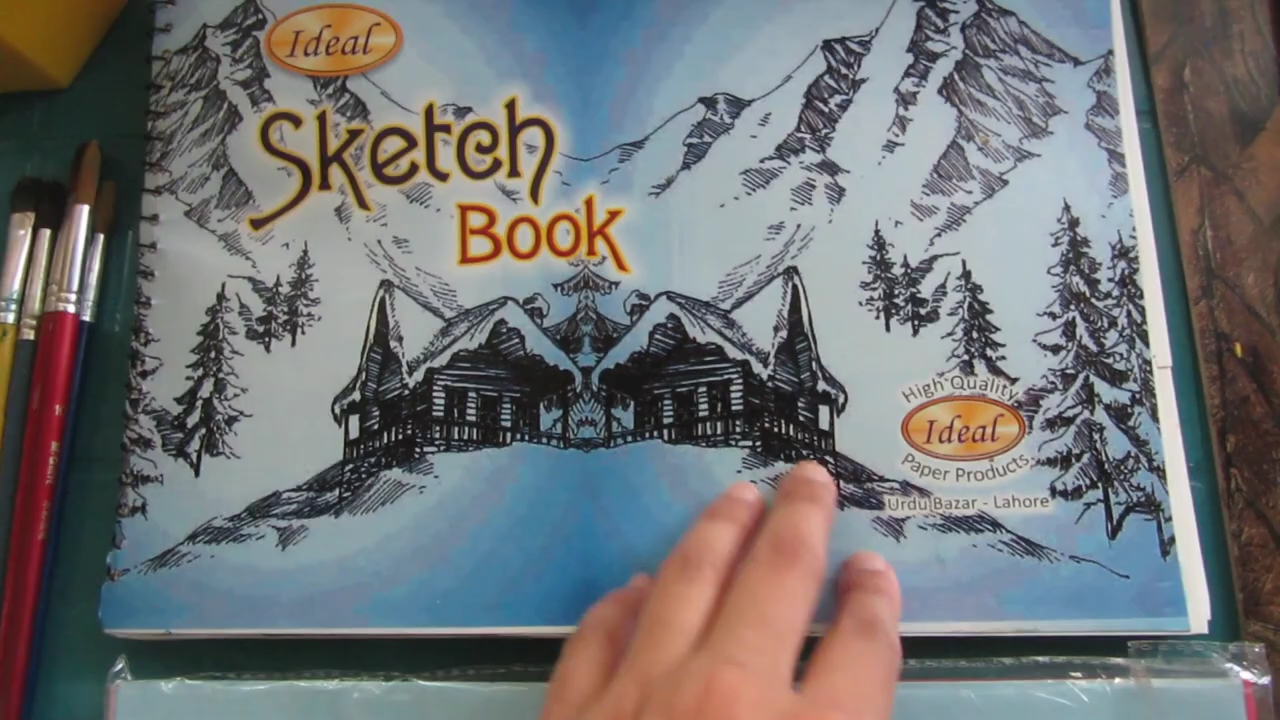 Ideal
Sketch
Book
High Quality
Ideal
Paper Products
Urdu Bazar - Lahore